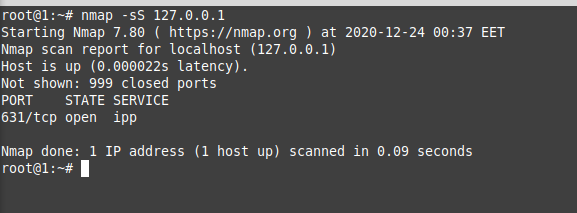 root@1:~# nmap -sS 127.0.0.1
Starting Nmap 7.80 ( https://nmap.org ) at 2020-12-24 00:37 EET
Nmap scan report for localhost (127.0.0.1)
Host is up (0.000022s latency).
Not shown: 999 closed ports
PORT    STATE SERVICE
631/tcp open  ipp

Nmap done: 1 IP address (1 host up) scanned in 0.09 seconds
root@1:~#